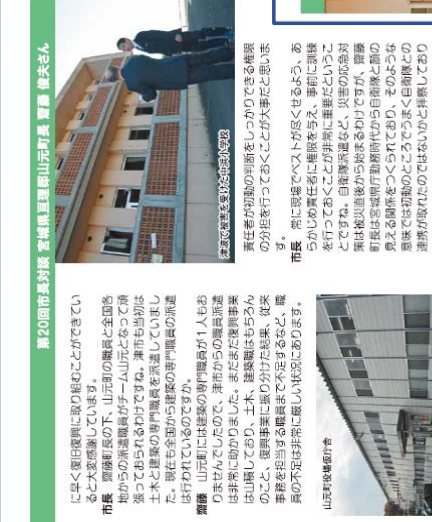 第20回市長対談 宮城県亘理郡山元町長 齋藤 俊夫さん
に早く復旧復興に取り組むことができてい
ると大変感謝しています。
市長　齋藤町長の下、山元町の職員と全国各
地からの派遣職員がチーム山元となって頑
張っておられるわけですね。津市も当初は
土木と建築の専門職員を派遣していまし
た。現在も全国から建築の専門職員の派遣
は行われているのですか。
齋藤　山元町には建築の専門職員が1人もお
りませんでしたので、津市からの職員派遣
は非常に助かりました。まだまだ復興事業
は山積しており、土木、建築職はもちろん
のこと、復興事業に振り分けた結果、従来
事務を担当する職員まで不足するなど、職
員の不足は非常に厳しい状況にあります。
山元町役場仮庁舎
津波で被害を受けた中浜小学校
責任者が初動の判断をしっかりできる権限
の分担を行っておくことが大事だと思いま
す。
市長　常に現場でベストが尽くせるよう、あ
らかじめ責任者に権限を与え、事前に訓練
を行っておくことが非常に重要だというこ
とですね。自衛隊派遣など、災害の応急対
策は被災直後から始まるわけですが、齋藤
町長は宮城県庁勤務時代から自衛隊と顔の
見える関係をつくられており、そのような
意味では初動のところでうまく自衛隊との
連携が取れたのではないかと拝察しており